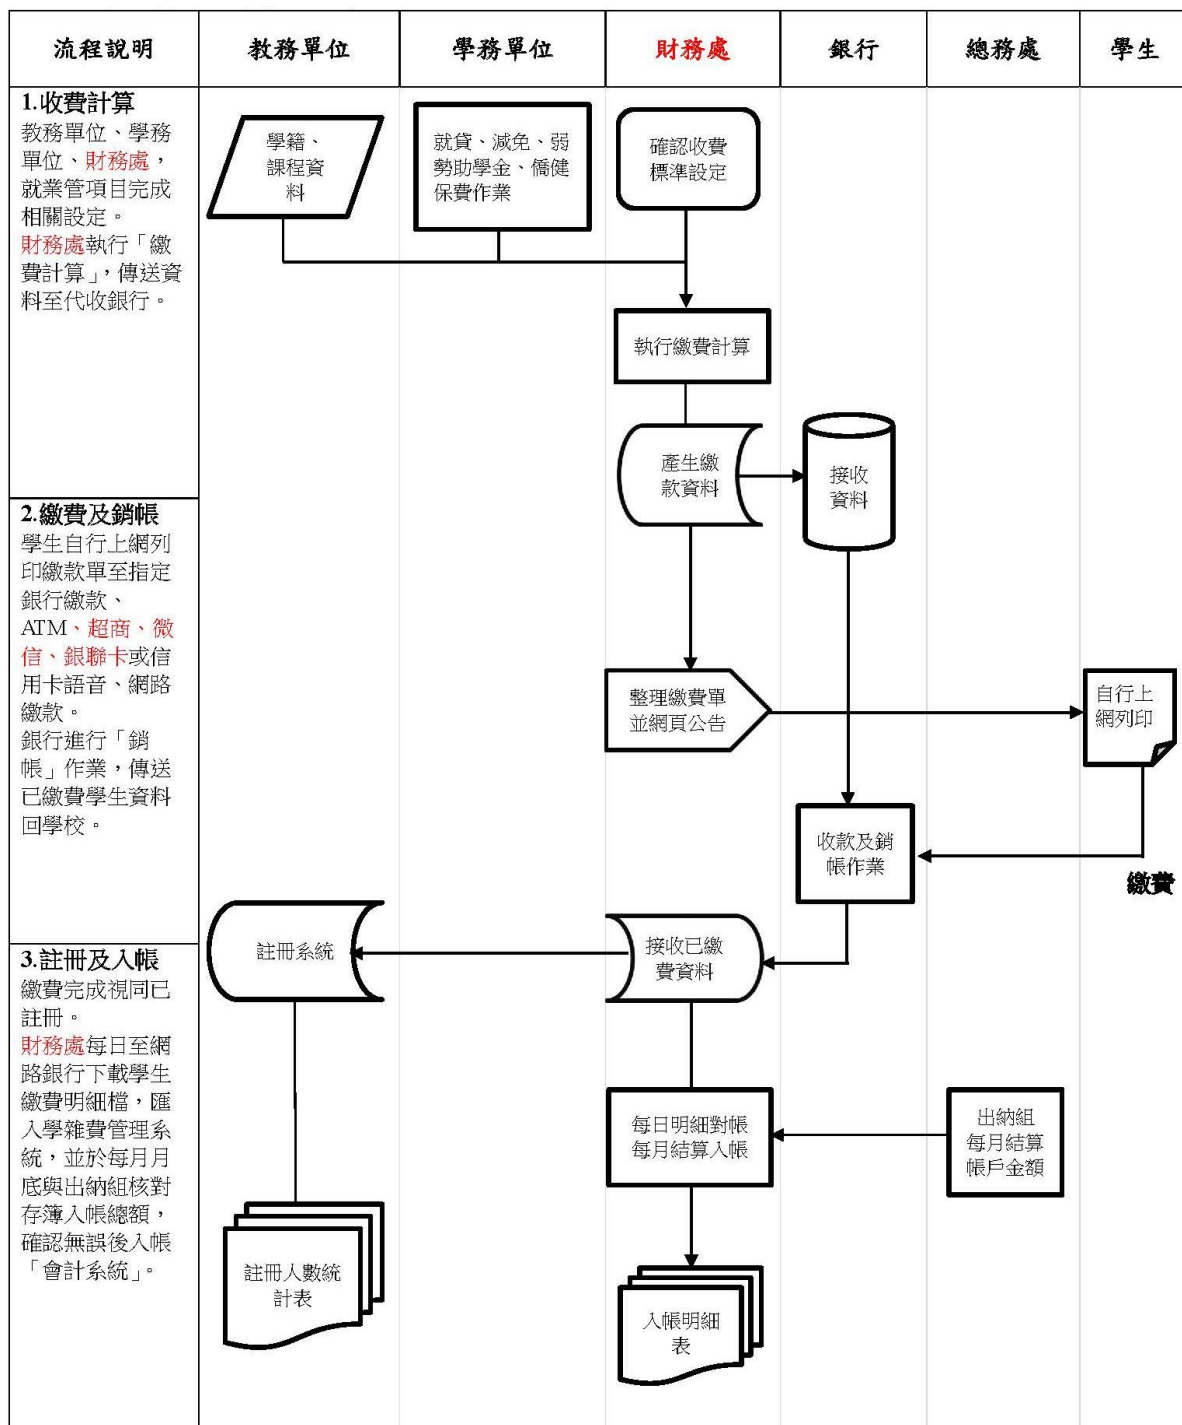 流程說明
教務單位
學務單位
財務處
銀行
總務處
學生
1.收費計算
教務單位、學務
單位、財務處，
就業管項目完成
相關設定。
財務處執行「繳
費計算」，傳送資
料至代收銀行。
學籍、
課程資
料
就貸、減免、弱
勢助學金、僑健
保費作業
確認收費
標準設定
執行繳費計算
產生繳
款資料
接收
資料
2.繳費及銷帳
學生自行上網列
印繳款單至指定
銀行繳款、
ATM、超商、微
信、銀聯卡或信
用卡語音、網路
繳款。
銀行進行「銷
帳」作業，傳送
已繳費學生資料
回學校。
整理繳費單
並網頁公告
自行上
網列印
收款及銷
帳作業
繳費
3.註冊及入帳
繳費完成視同已
註冊。
財務處每日至網
路銀行下載學生
繳費明細檔，匯
入學雜費管理系
統，並於每月月
底與出納組核對
存簿入帳總額，
確認無誤後入帳
「會計系統」。
註冊系統
接收已繳
費資料
每日明細對帳
每月結算入帳
出納組
每月結算
帳戶金額
註冊人數統
計表
入帳明細
表